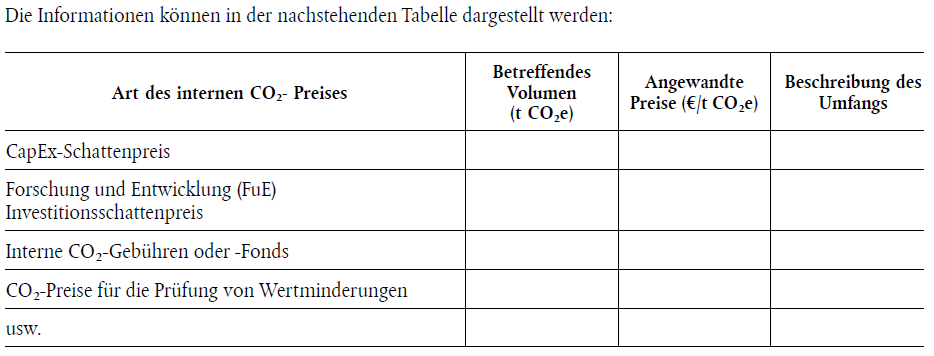 Die Informationen können in der nachstehenden Tabelle dargestellt werden:
Art des internen CO₂- Preises
Betreffendes
Volumen
(t CO₂e)
Angewandte
Preise (€/t CO₂e)
Beschreibung des
Umfangs
CapEx-Schattenpreis
Forschung und Entwicklung (FuE)
Investitionsschattenpreis
Interne CO₂-Gebühren oder -Fonds
CO₂-Preise für die Prüfung von Wertminderungen
usw.